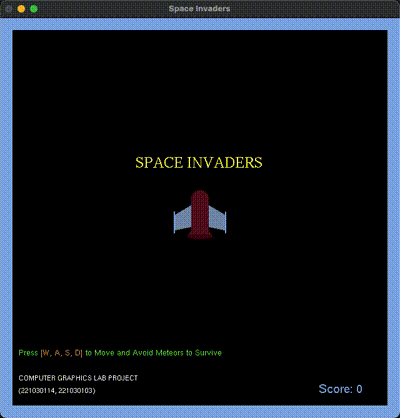 Space Invaders
SPACE INVADERS
Press [W, A, S, D] to Move and Avoid Meteors to Survive
COMPUTER GRAPHICS LAB PROJECT
(221030114, 221030103)
Score: 0